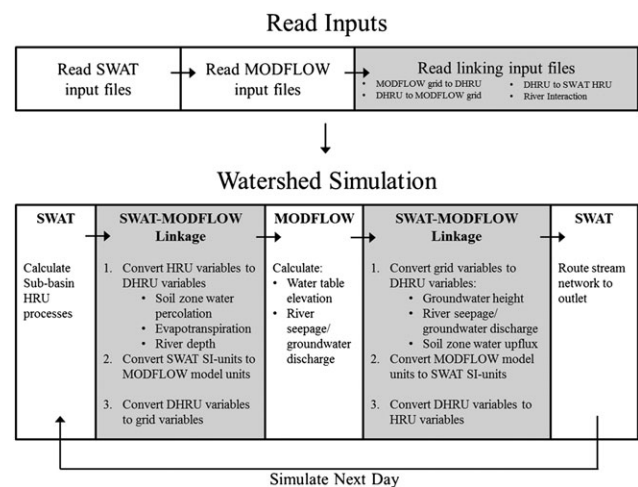 Read Inputs
Read SWAT
input files
Read MODFLOW
input files
Read linking input files
• MODFLOW grid to DHRU
• DHRU to MODFLOW grid
• DHRU to SWAT HRU
• River Interaction
Watershed Simulation
SWAT
Calculate
Sub-basin
HRU
processes
SWAT-MODFLOW
Linkage
1. Convert HRU variables to
DHRU variables
• Soil zone water
percolation
• Evapotranspiration
• River depth
2. Convert SWAT SI-units to
MODFLOW model units
3. Convert DHRU variables
to grid variables
MODFLOW
Calculate:
• Water table
elevation
• River
seepage/
groundwater
discharge
SWAT-MODFLOW
Linkage
1. Convert grid variables to
DHRU variables:
• Groundwater height
• River seepage/
groundwater discharge
• Soil zone water upflux
2. Convert MODFLOW model
units to SWAT SI-units
3. Convert DHRU variables to
HRU variables
SWAT
Route stream
network to
outlet
Simulate Next Day